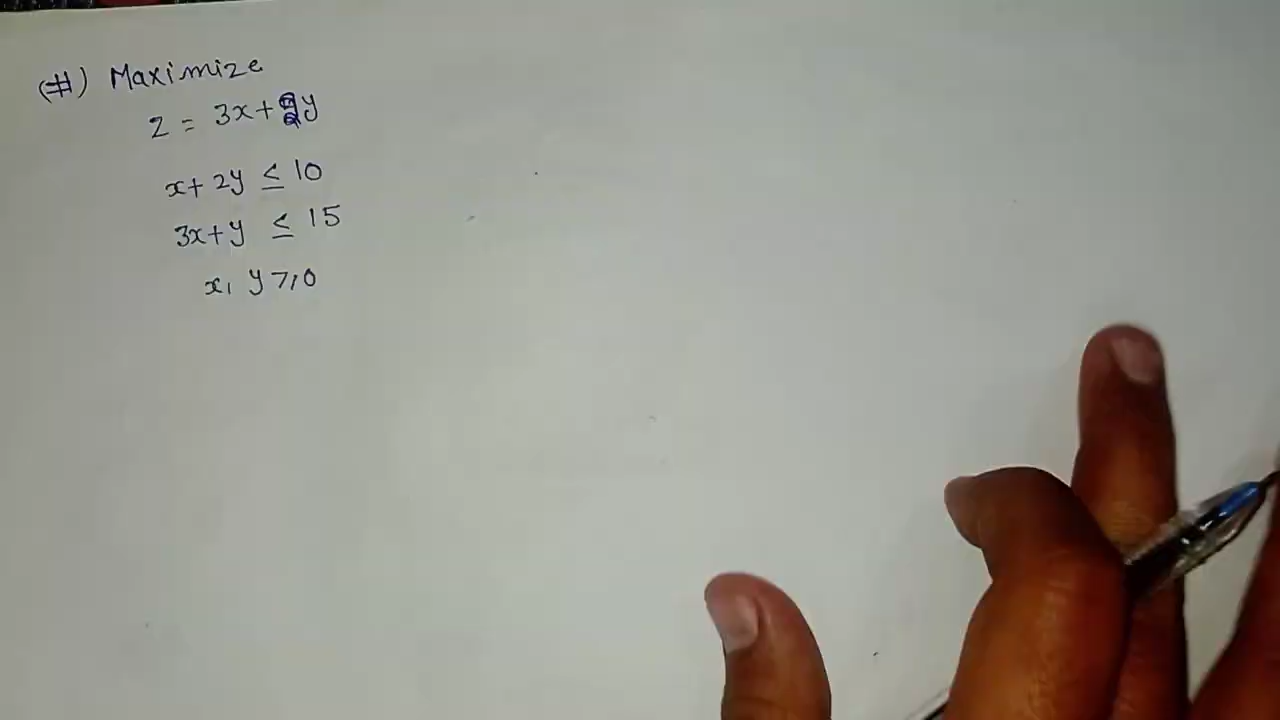 (#) Maximize
Z = 3x + 2y
x + 2y ≤ 10
3x + y ≤ 15
x, y ≥ 0